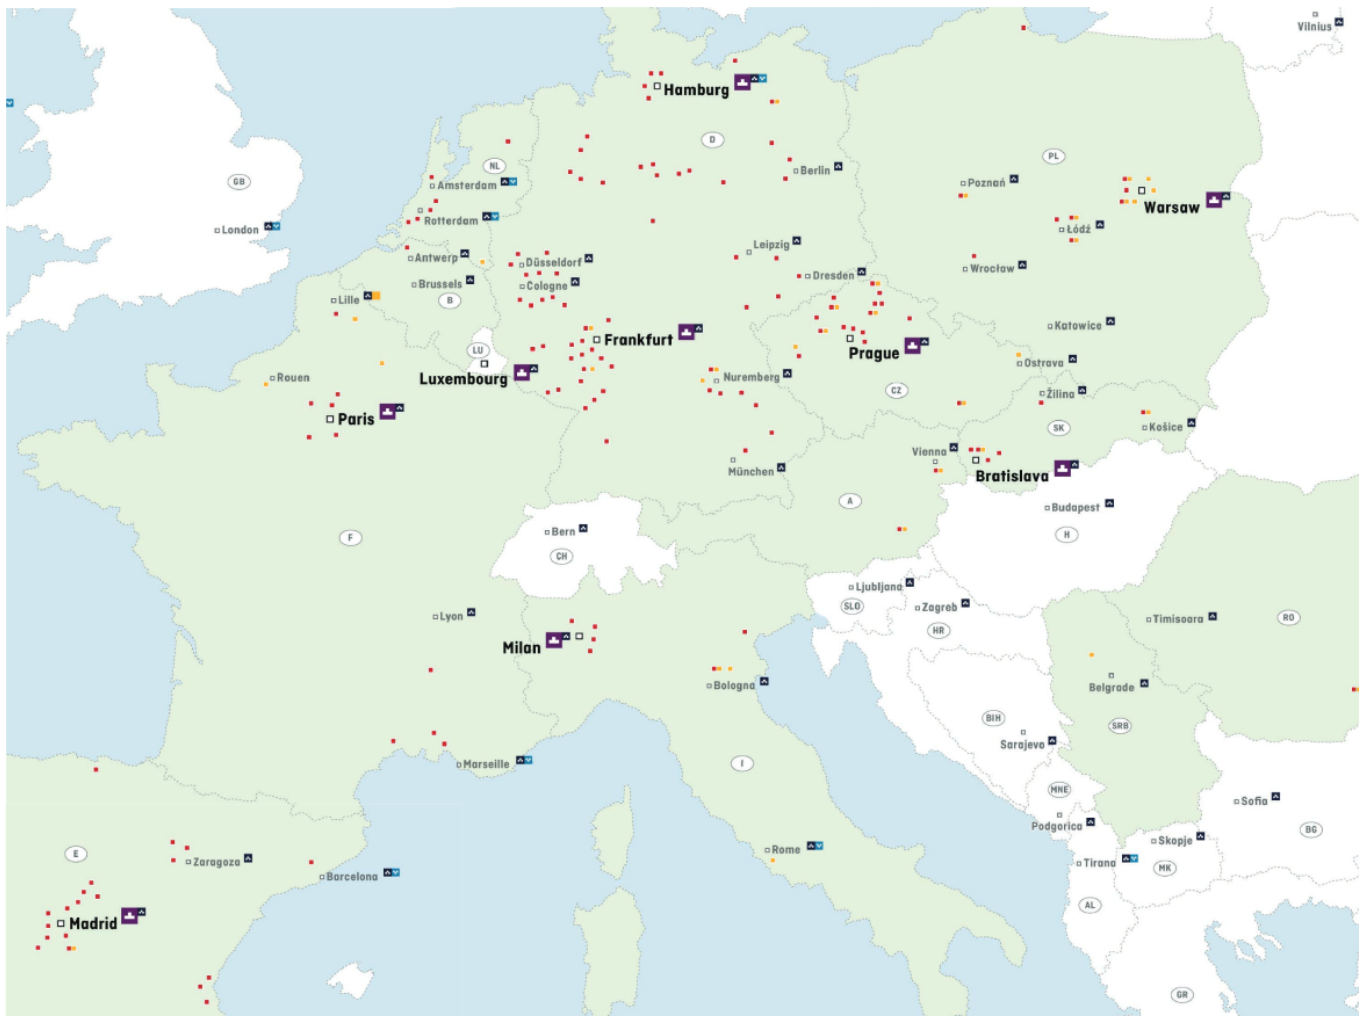 Vilnius
Hamburg
D
NL
PL
GB
Amsterdam
Berlin
Poznań
Warsaw
Rotterdam
London
Łódź
Leipzig
Antwerp
Düsseldorf
Wrocław
Dresden
Brussels
Cologne
Lille
B
Katowice
Frankfurt
LU
Prague
Luxembourg
Ostrava
Rouen
Nuremberg
CZ
Žilina
Paris
SK
Košice
Vienna
München
Bratislava
A
Budapest
F
Bern
H
CH
Ljubljana
SLO
Zagreb
Lyon
Timisoara
RO
HR
Milan
Bologna
Belgrade
BIH
SRB
Sarajevo
Marseille
I
MNE
Sofia
Podgorica
BG
Skopje
E
Zaragoza
Rome
Tirana
MK
Barcelona
AL
Madrid
GR